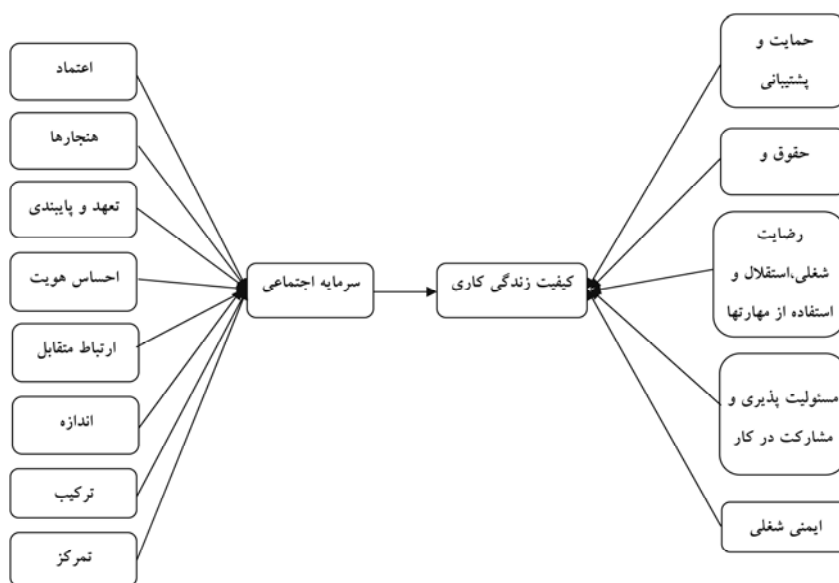 حمایت و
پشتیبانی
حقوق و
رضایت
شغلی،استقلال و
استفاده از مهارتها
مسئولیت پذیری و
مشارکت در کار
ایمنی شغلی
کیفیت زندگی کاری
سرمایه اجتماعی
اعتماد
هنجارها
تعهد و پایبندی
احساس هویت
ارتباط متقابل
اندازه
ترکیب
تمرکز